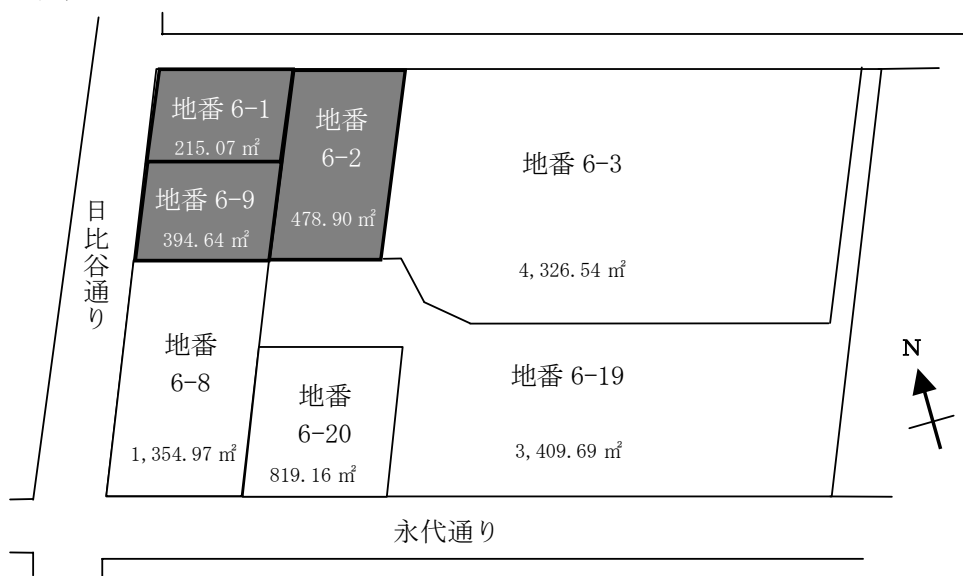 地番 6-1
215.07 ㎡
地番
6-2
478.90 ㎡
地番 6-3
4,326.54 ㎡
地番 6-9
394.64 ㎡
日比谷通り
地番
6-8
1,354.97 ㎡
地番
6-20
819.16 ㎡
地番 6-19
3,409.69 ㎡
N
永代通り